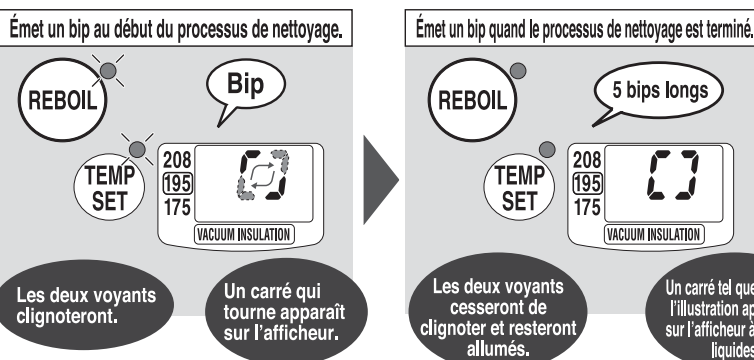 Émet un bip au début du processus de nettoyage.
REBOIL
Bip
TEMP
SET
208
195
175
VACUUM INSULATION
Les deux voyants
clignoteront.
Un carré qui
tourne apparaît
sur l'afficheur.
Émet un bip quand le processus de nettoyage est terminé.
REBOIL
5 bips longs
TEMP
SET
208
195
175
VACUUM INSULATION
Les deux voyants
cesseront de
clignoter et resteront
allumés.
Un carré tel que
l'illustration
sur l'afficheur à